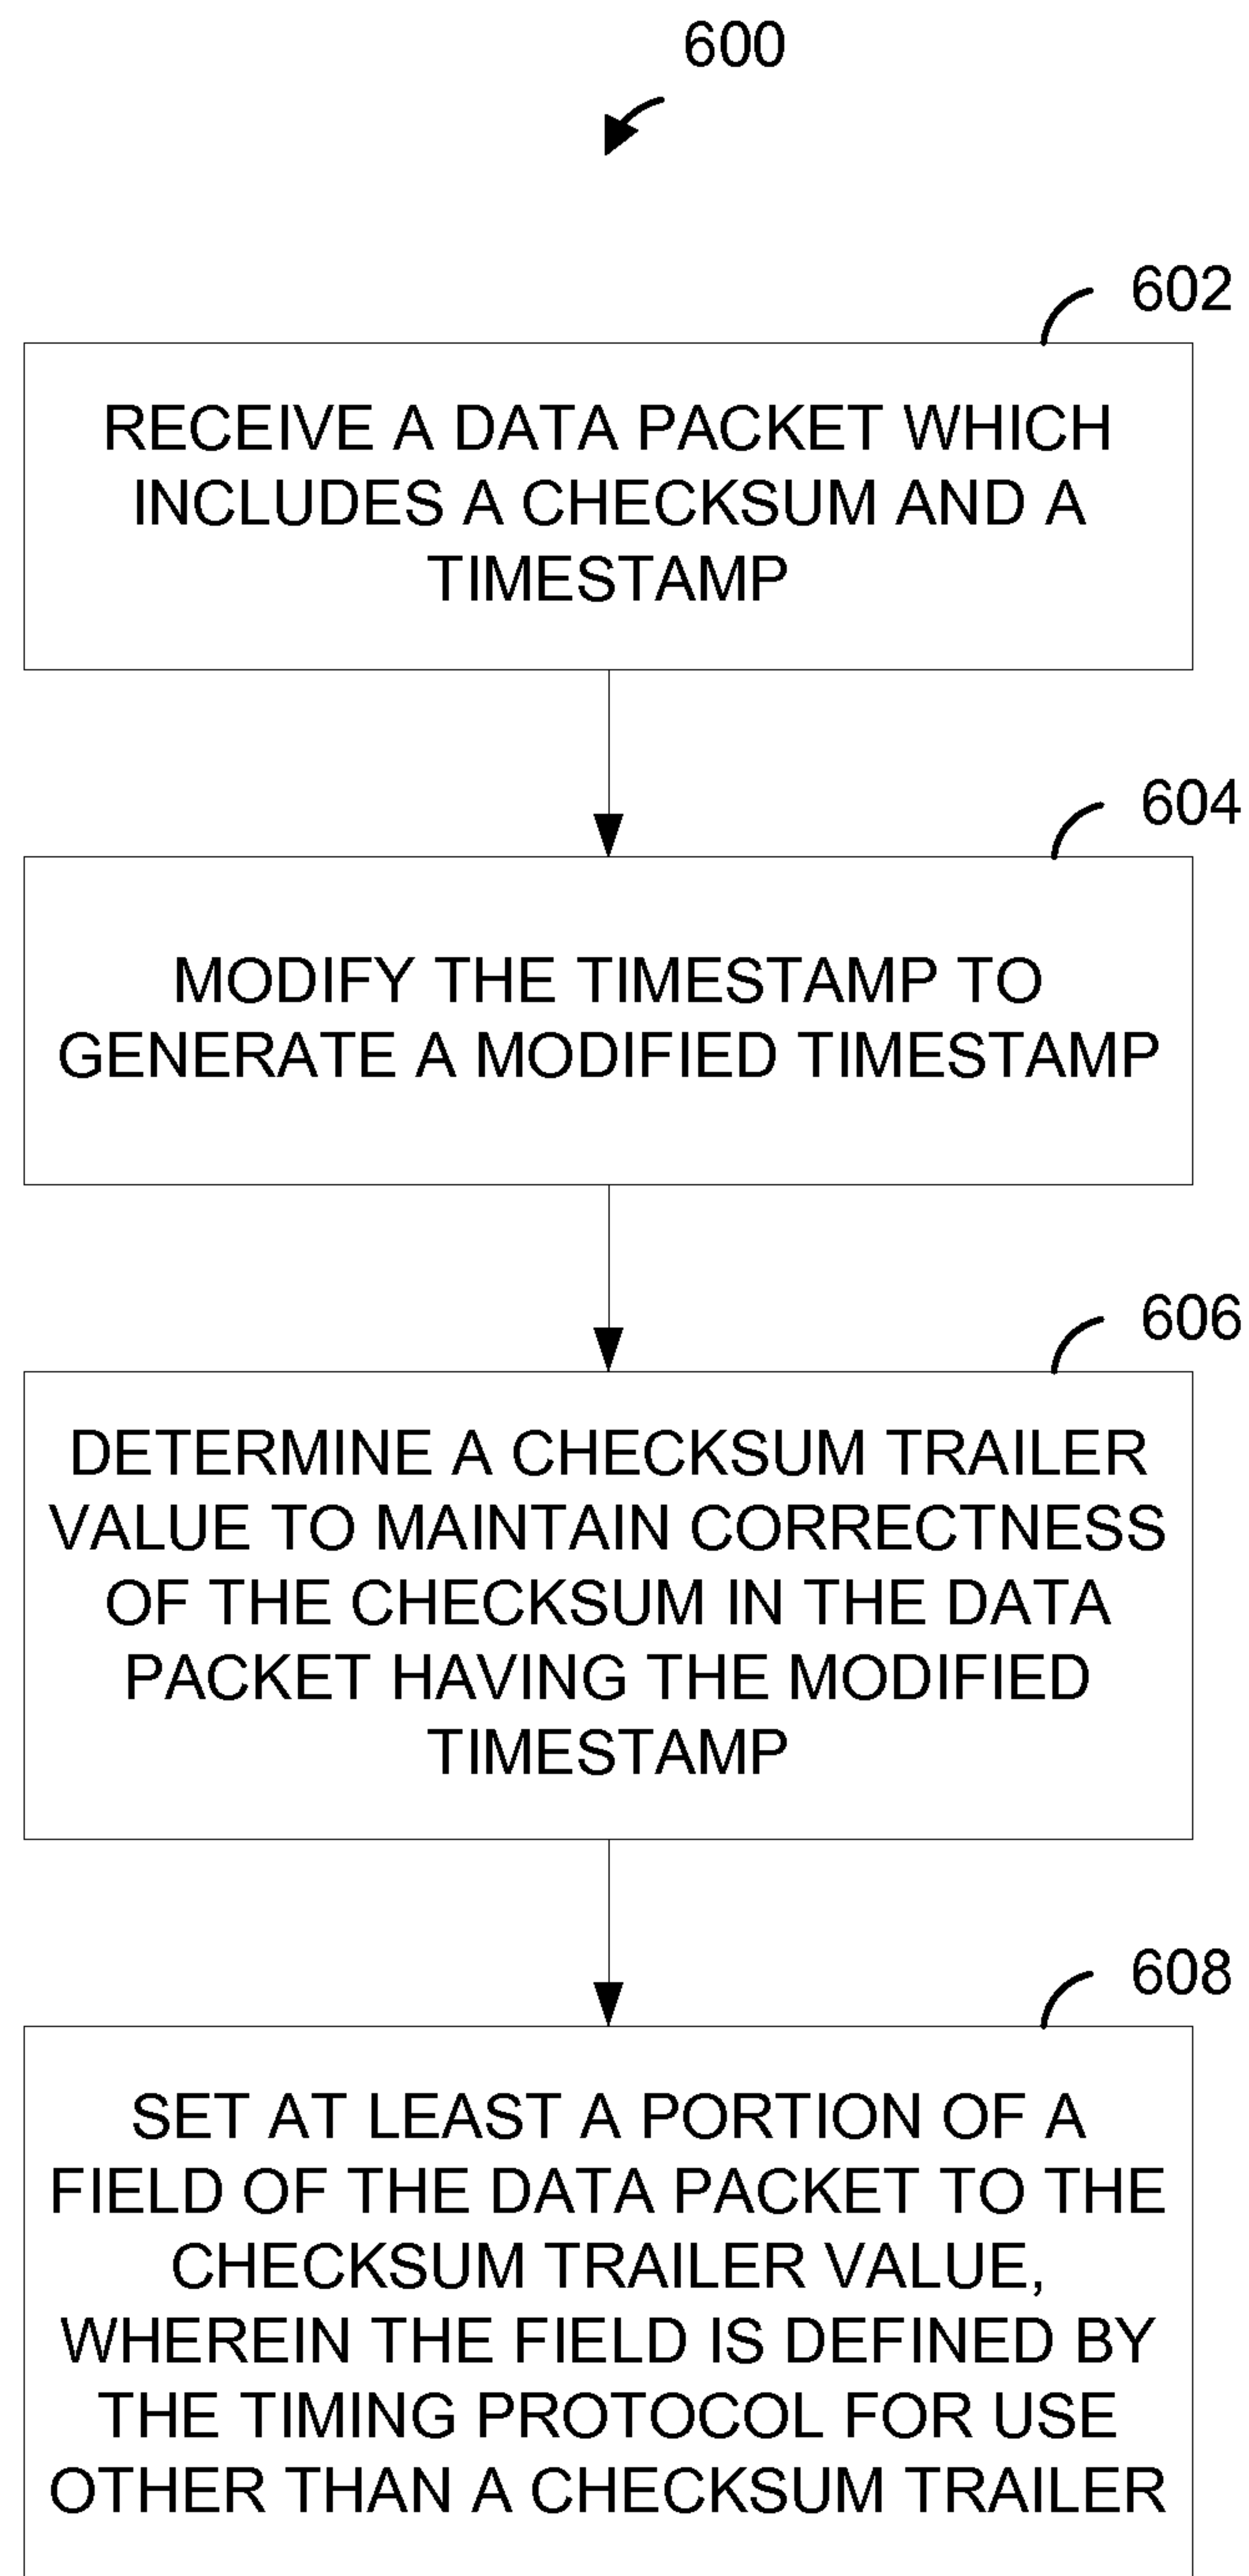 600
602
RECEIVE A DATA PACKET WHICH
INCLUDES A CHECKSUM AND A
TIMESTAMP
604
MODIFY THE TIMESTAMP TO
GENERATE A MODIFIED TIMESTAMP
606
DETERMINE A CHECKSUM TRAILER
VALUE TO MAINTAIN CORRECTNESS
OF THE CHECKSUM IN THE DATA
PACKET HAVING THE MODIFIED
TIMESTAMP
608
SET AT LEAST A PORTION OF A
FIELD OF THE DATA PACKET TO THE
CHECKSUM TRAILER VALUE,
WHEREIN THE FIELD IS DEFINED BY
THE TIMING PROTOCOL FOR USE
OTHER THAN A CHECKSUM TRAILER